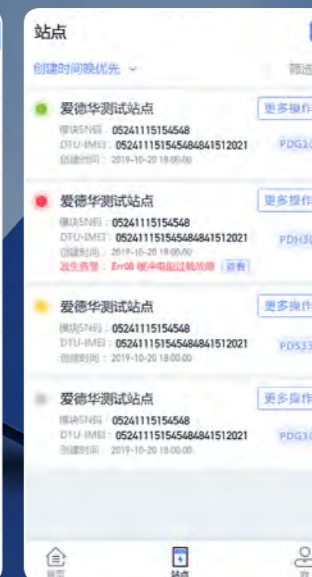 站点
创建时间晚优先
筛选
爱德华测试站点
更多操作
模块SN码：05241115154548
DTU-IMEI：052411151545484841512021
创建时间：2019-10-20 18:00:00
爱德华测试站点
更多操作
模块SN码：05241115154548
DTU-IMEI：052411151545484841512021
创建时间：2019-10-20 18:00:00
发生告警：Err08 缓冲电阻过载故障 查看
爱德华测试站点
更多操作
模块SN码：05241115154548
DTU-IMEI：052411151545484841512021
创建时间：2019-10-20 18:00:00
爱德华测试站点
更多操作
模块SN码：05241115154548
DTU-IMEI：052411151545484841512021
创建时间：2019-10-20 18:00:00
首页
站点